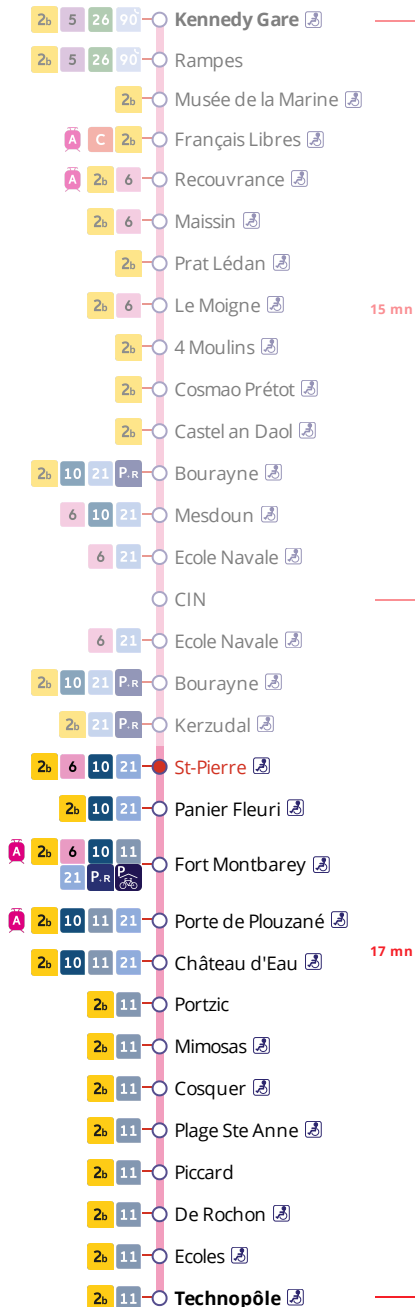 2b 5 26 90 Kennedy Gare
2b 5 26 90 Rampes
2b Musée de la Marine
A C 2b Français Libres
A 2b 6 Recouvrance
2b 6 Maissin
2b Prat Lédan
2b 6 Le Moigne 15 mn
2b 4 Moulins
2b Cosmao Prétot
2b Castel an Daol
2b 10 21 P.R Bourayne
6 10 21 Mesdoun
6 21 Ecole Navale
CIN
6 21 Ecole Navale
2b 10 21 P.R Bourayne
2b 21 P.R Kerzudal
2b 6 10 21 St-Pierre
2b 10 21 Panier Fleuri
A 2b 6 10 11
21 P.R P Fort Montbarey
A 2b 10 11 21 Porte de Plouzané
2b 10 11 21 Château d'Eau 17 mn
2b 11 Portzic
2b 11 Mimosas
2b 11 Cosquer
2b 11 Plage Ste Anne
2b 11 Piccard
2b 11 De Rochon
2b 11 Ecoles
2b 11 Technopôle